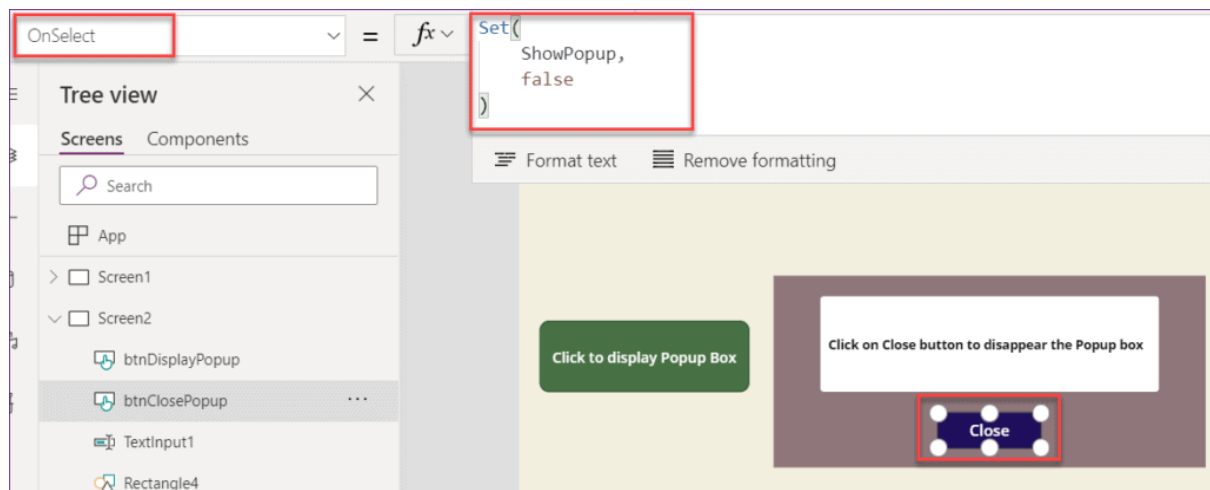 OnSelect
=
fx
Set(
ShowPopup,
false
)
Tree view
Screens Components
Search
App
Screen1
Screen2
btnDisplayPopup
btnClosePopup ...
TextInput1
Rectangle4
Format text Remove formatting
Click to display Popup Box
Click on Close button to disappear the Popup box
Close